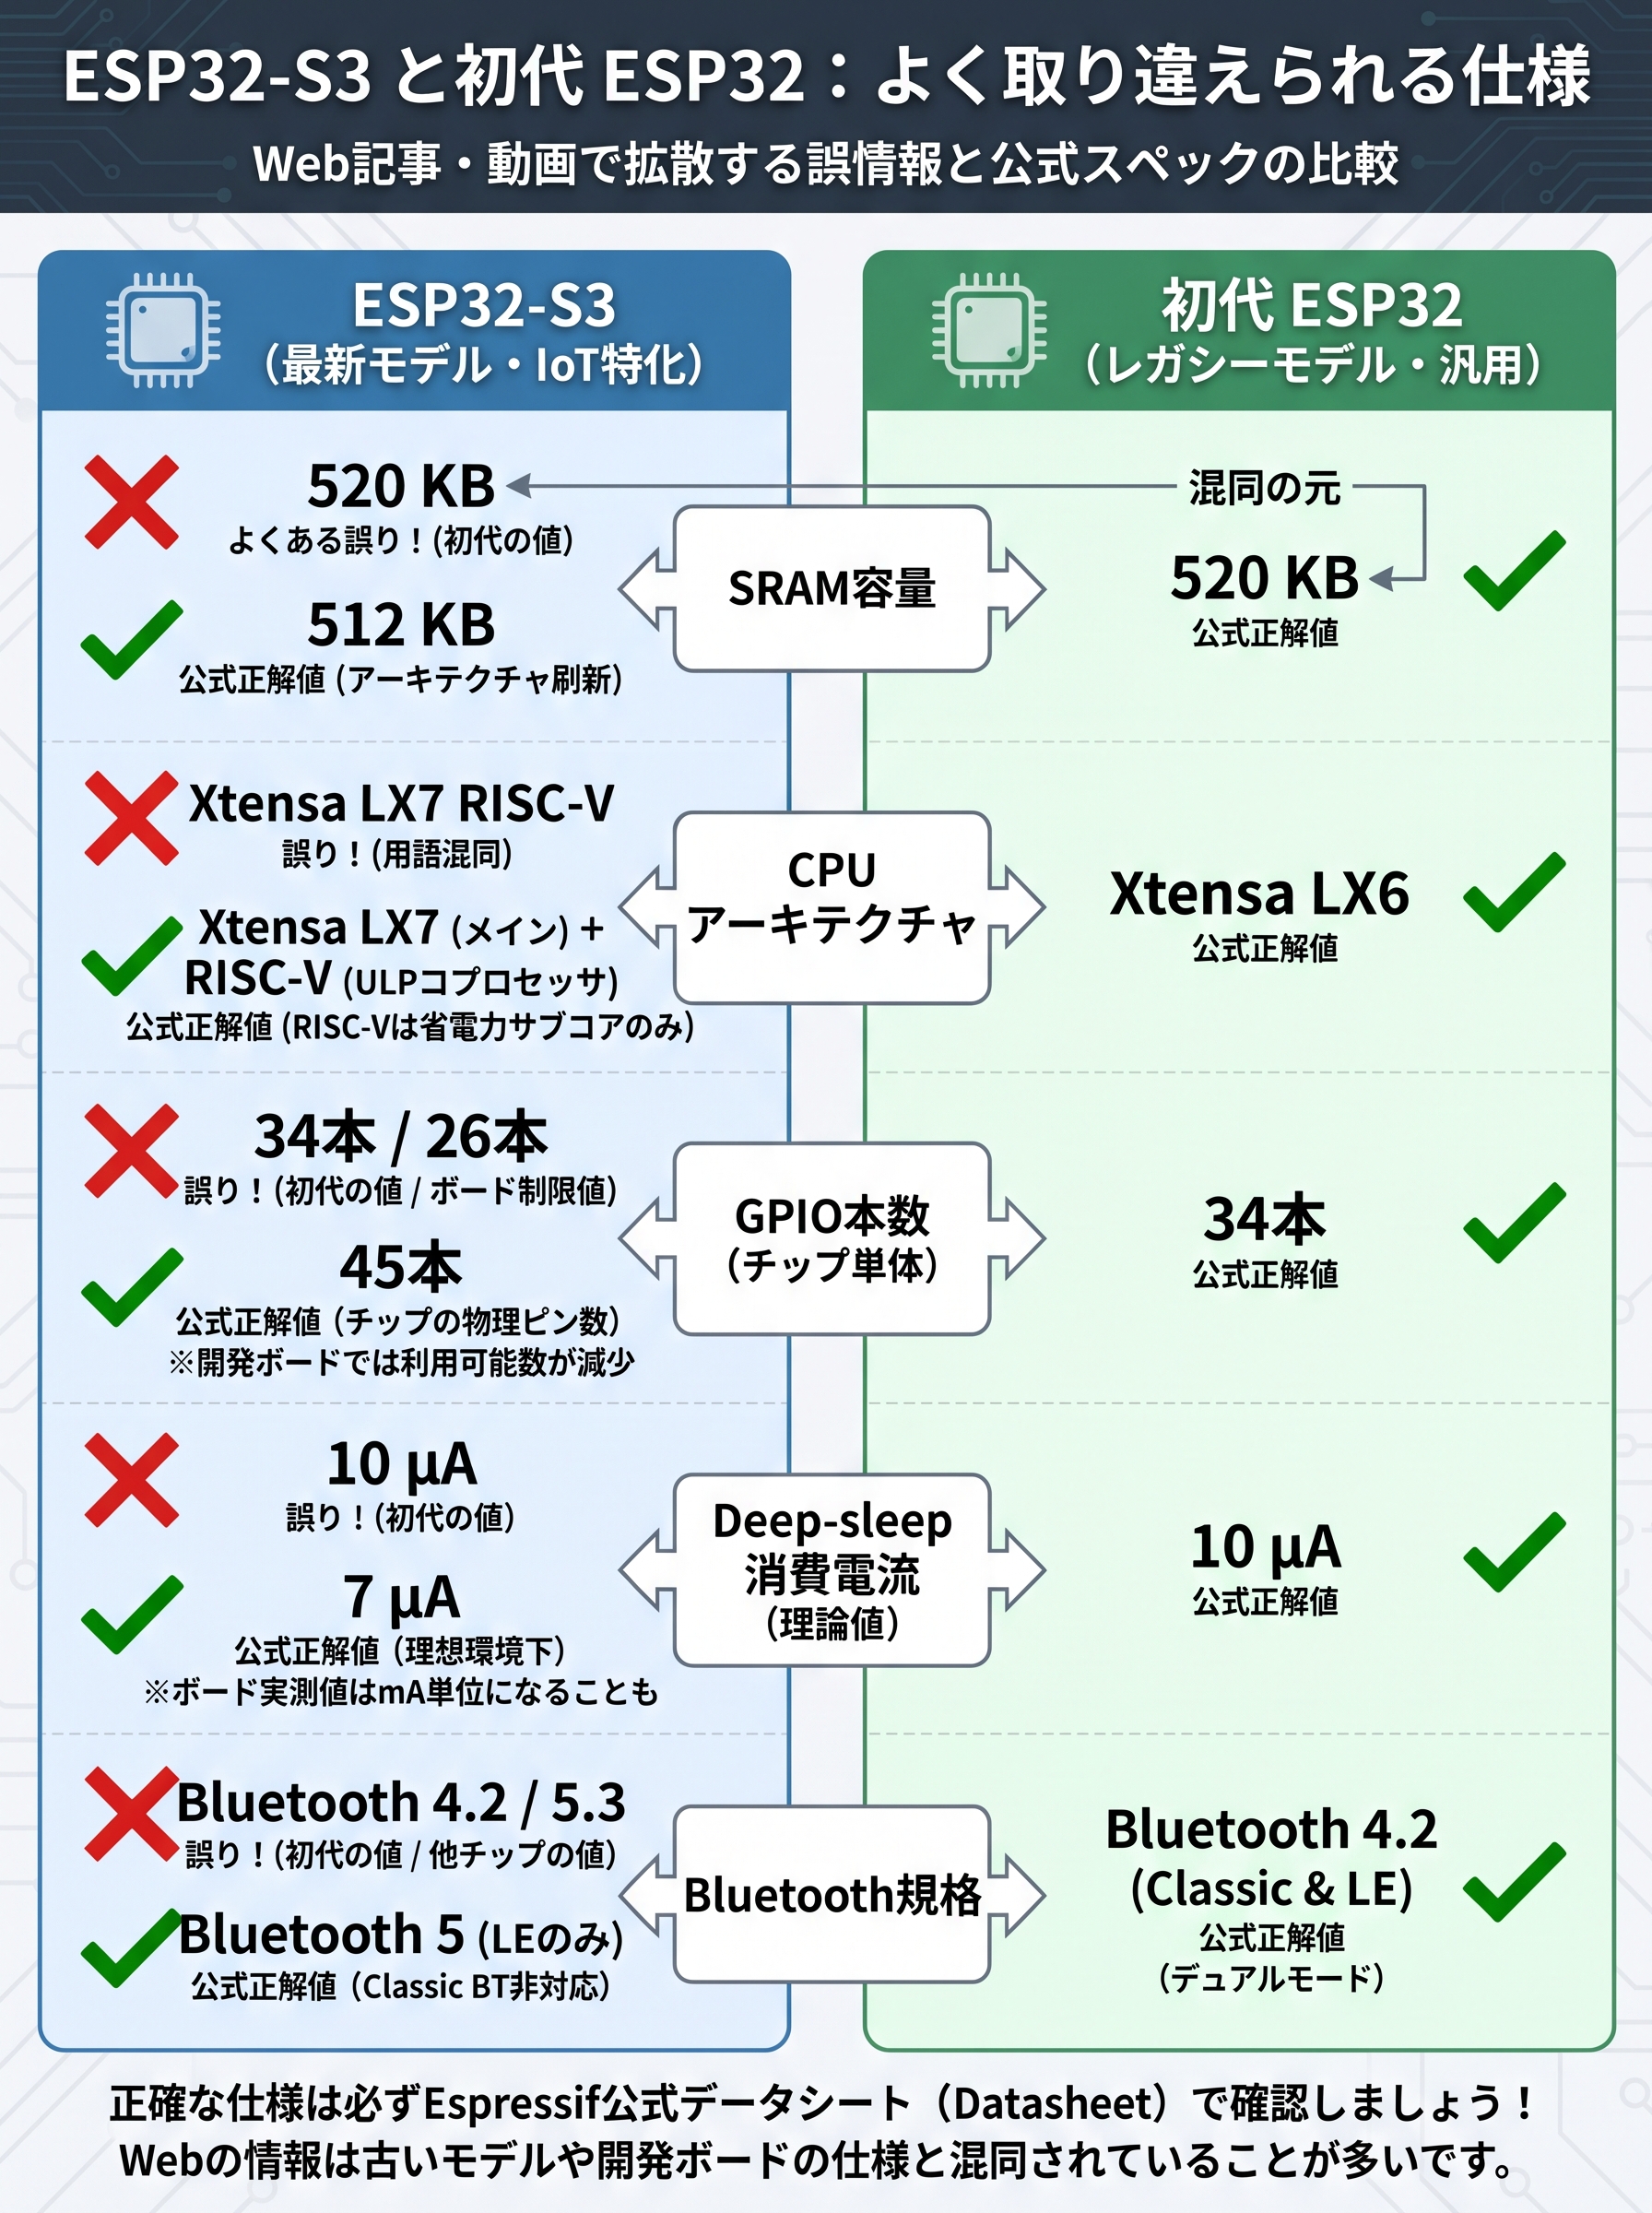 ESP32-S3 と初代 ESP32：よく取り違えられる仕様
Web記事・動画で拡散する誤情報と公式スペックの比較
ESP32-S3
（最新モデル・IoT特化）
初代 ESP32
（レガシーモデル・汎用）
SRAM容量
520 KB
よくある誤り！(初代の値)
512 KB
公式正解値 (アーキテクチャ刷新)
混同の元
520 KB
公式正解値
CPU
アーキテクチャ
Xtensa LX7 RISC-V
誤り！(用語混同)
Xtensa LX7 (メイン) +
RISC-V (ULPコプロセッサ)
公式正解値 (RISC-Vは省電力サブコアのみ)
Xtensa LX6
公式正解値
GPIO本数
（チップ単体）
34本 / 26本
誤り！(初代の値 / ボード制限値)
45本
公式正解値（チップの物理ピン数）
※開発ボードでは利用可能数が減少
34本
公式正解値
Deep-sleep
消費電流
（理論値）
10 µA
誤り！(初代の値)
7 µA
公式正解値（理想環境下）
※ボード実測値はmA単位になることも
10 µA
公式正解値
Bluetooth規格
Bluetooth 4.2 / 5.3
誤り！(初代の値 / 他チップの値)
Bluetooth 5 (LEのみ)
公式正解値（Classic BT非対応）
Bluetooth 4.2
(Classic & LE)
公式正解値
（デュアルモード）
正確な仕様は必ずEspressif公式データシート（Datasheet）で確認しましょう！
Webの情報は古いモデルや開発ボードの仕様と混同されていることが多いです。